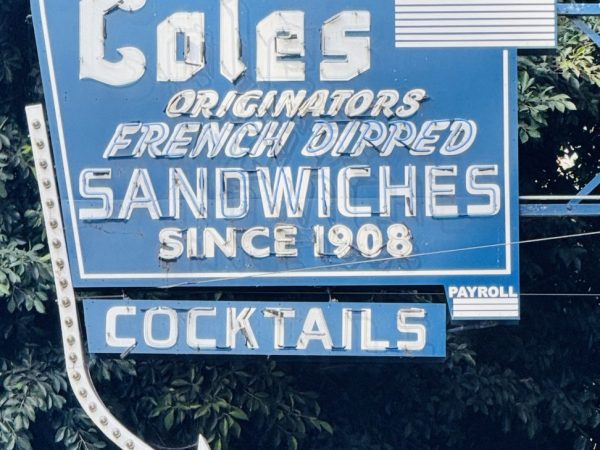 Coles
ORIGINATORS
FRENCH DIPPED
SANDWICHES
SINCE 1908
PAYROLL
COCKTAILS